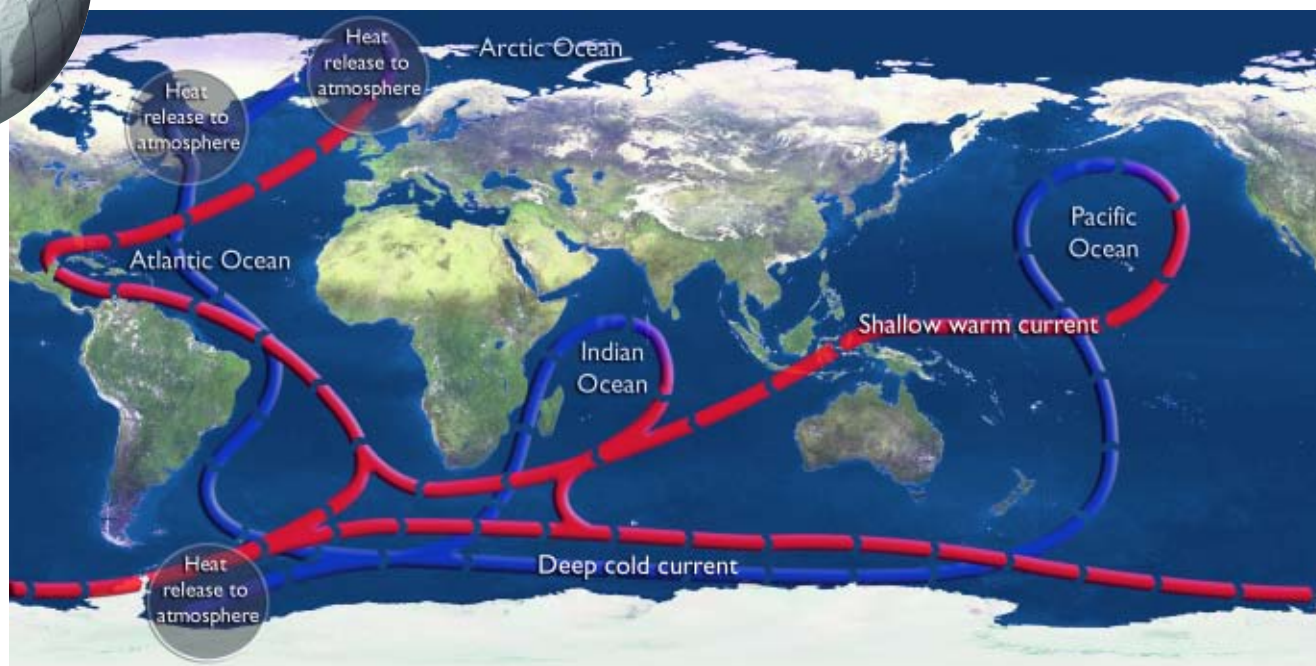 Heat
release to
atmosphere
Arctic Ocean
Heat
release to
atmosphere
Pacific
Ocean
Atlantic Ocean
Shallow warm current
Indian
Ocean
Deep cold current
Heat
release to
atmosphere